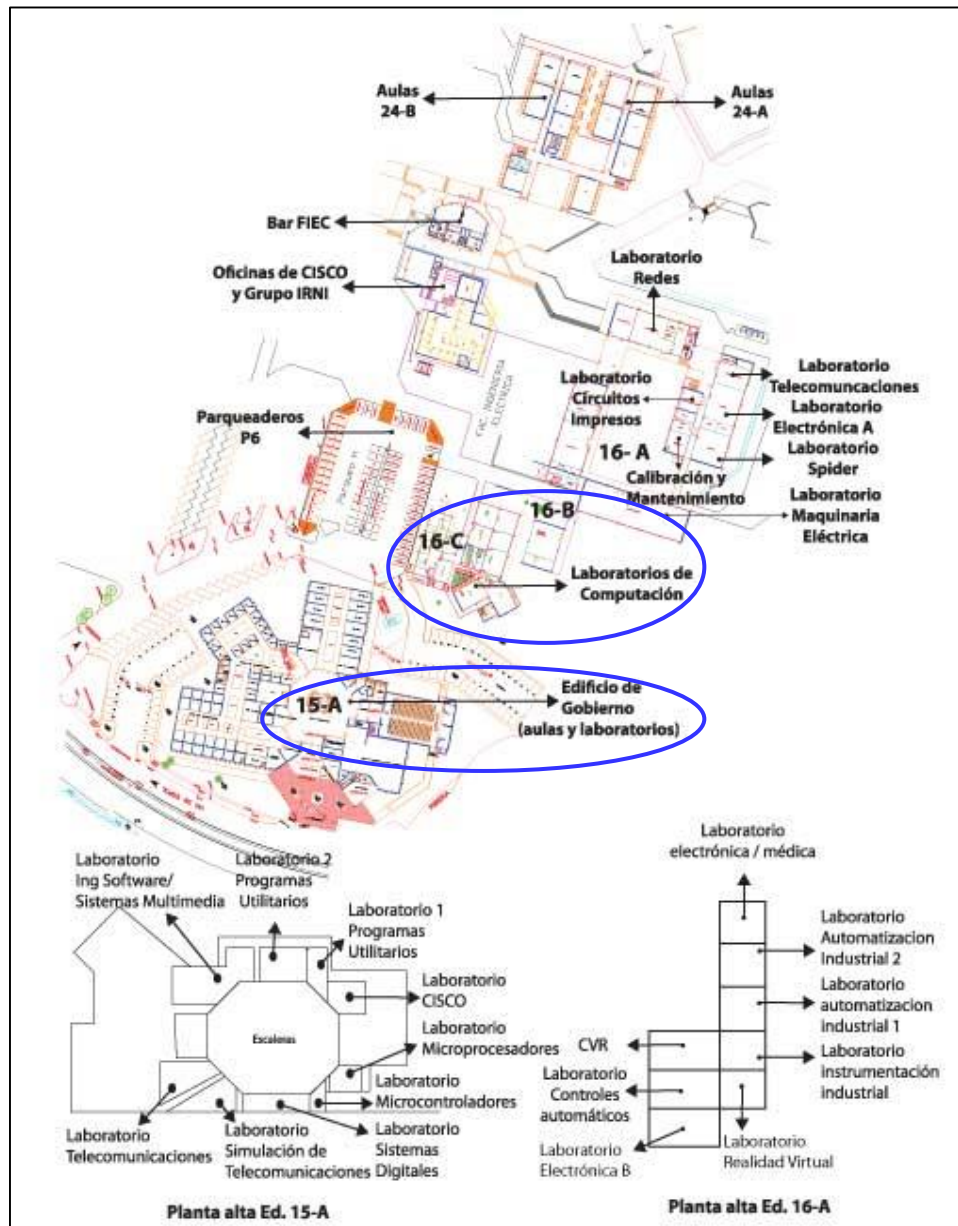 Aulas
24-B
Aulas
24-A
Bar FIEC
Oficinas de CISCO
y Grupo IRNI
Laboratorio
Redes
Parqueaderos
P6
Laboratorio
Circuitos
Impresos
Laboratorio
Telecomuncaciones
Laboratorio
Electrónica A
Laboratorio
Spider
16- A
Calibración y
Mantenimiento
Laboratorio
Maquinaria
Eléctrica
INGENIERIA
ELECTRICA
16-B
16-C
Laboratorios de
Computación
15-A
Edificio de
Gobierno
(aulas y laboratorios)
Laboratorio
Ing Software/
Sistemas Multimedia
Laboratorio 2
Programas
Utilitarios
Laboratorio 1
Programas
Utilitarios
Laboratorio
CISCO
Escaleras
Laboratorio
Microprocesadores
Laboratorio
Microcontroladores
Laboratorio
Telecomunicaciones
Laboratorio
Simulación de
Telecomunicaciones
Laboratorio
Sistemas
Digitales
Planta alta Ed. 15-A
Laboratorio
electrónica / médica
Laboratorio
Automatizacion
Industrial 2
Laboratorio
automatizacion
industrial 1
CVR
Laboratorio
instrumentación
industrial
Laboratorio
Controles
automáticos
Laboratorio
Electrónica B
Laboratorio
Realidad Virtual
Planta alta Ed. 16-A